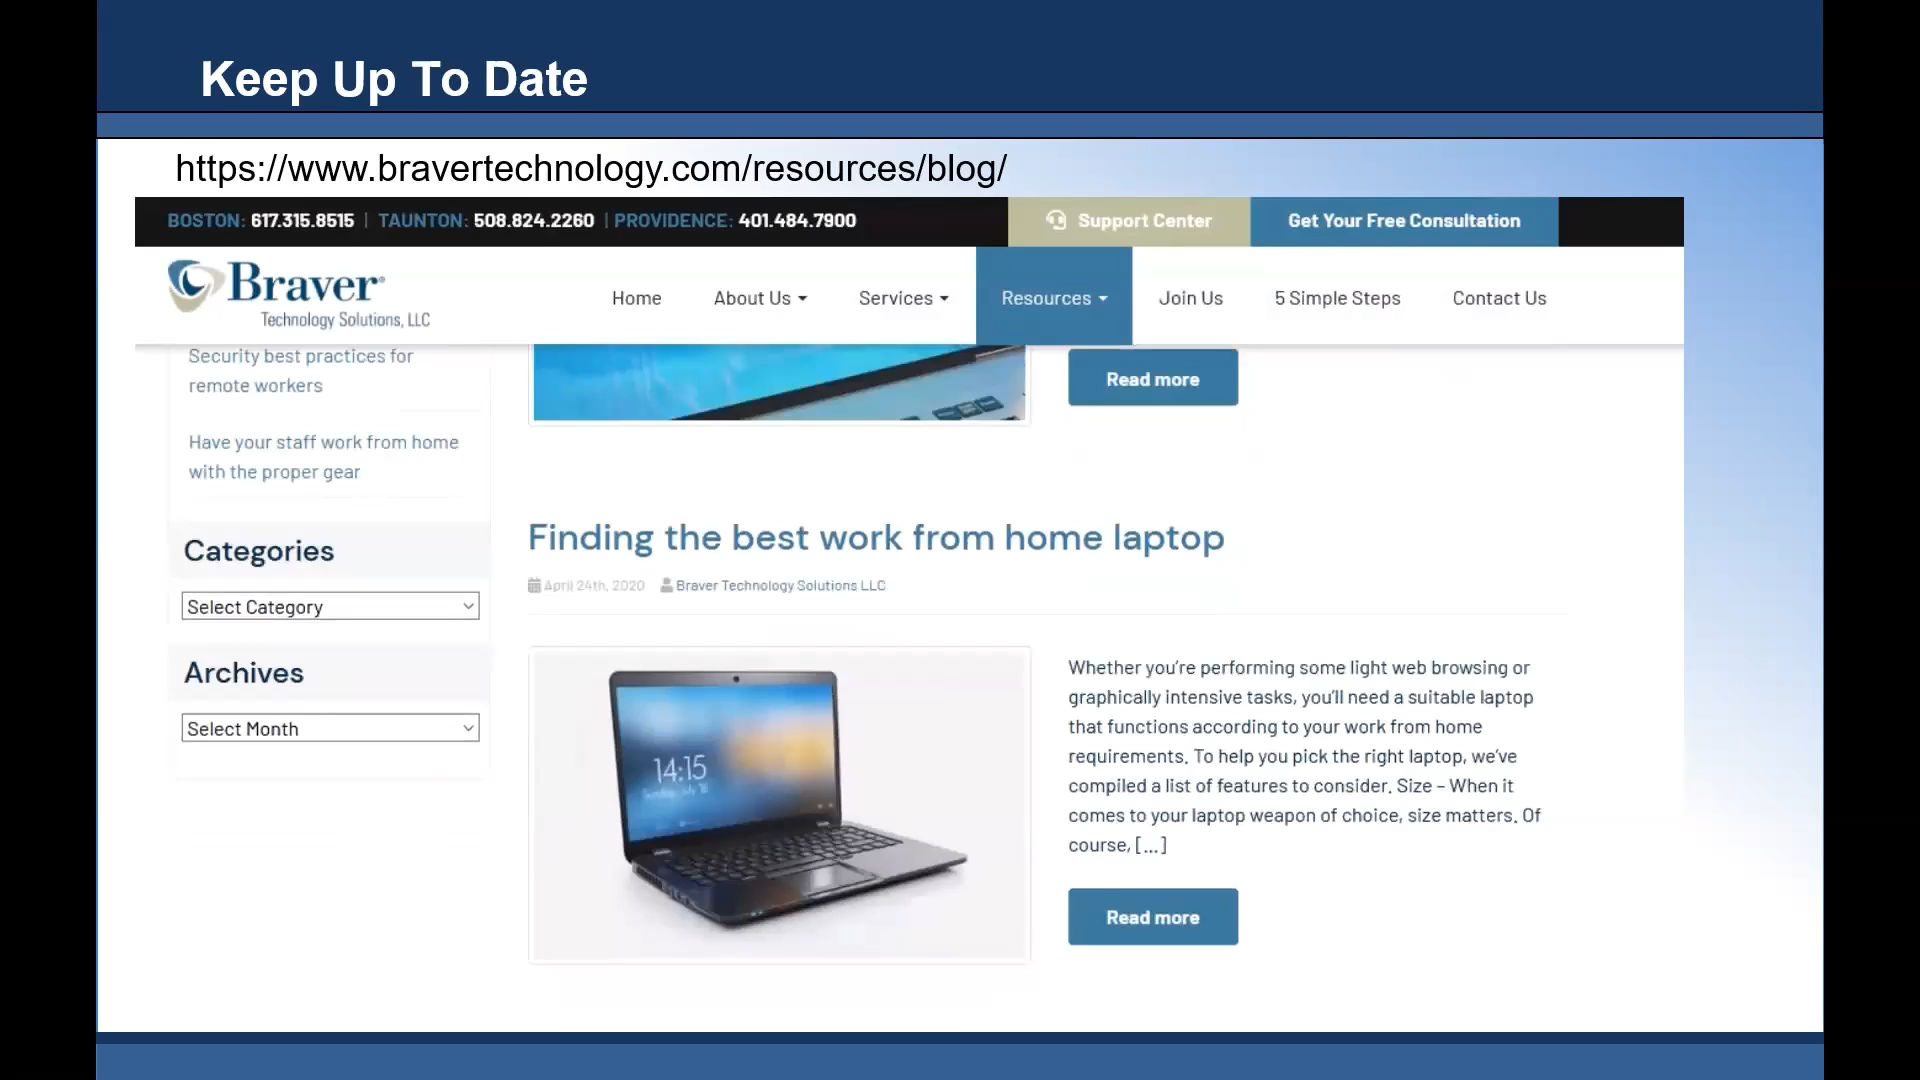 Keep Up To Date
https://www.bravertechnology.com/resources/blog/
BOSTON: 617.315.8515 | TAUNTON: 508.824.2260 | PROVIDENCE: 401.484.7900
Support Center
Get Your Free Consultation
Braver®
Technology Solutions, LLC
Home
About Us
Services
Resources
Join Us
5 Simple Steps
Contact Us
Security best practices for
remote workers
Read more
Have your staff work from home
with the proper gear
Categories
Select Category
Archives
Select Month
Finding the best work from home laptop
April 24th, 2020 Braver Technology Solutions LLC
14:15
Whether you're performing some light web browsing or
graphically intensive tasks, you'll need a suitable laptop
that functions according to your work from home
requirements. To help you pick the right laptop, we've
compiled a list of features to consider. Size – When it
comes to your laptop weapon of choice, size matters. Of
course, [...]
Read more